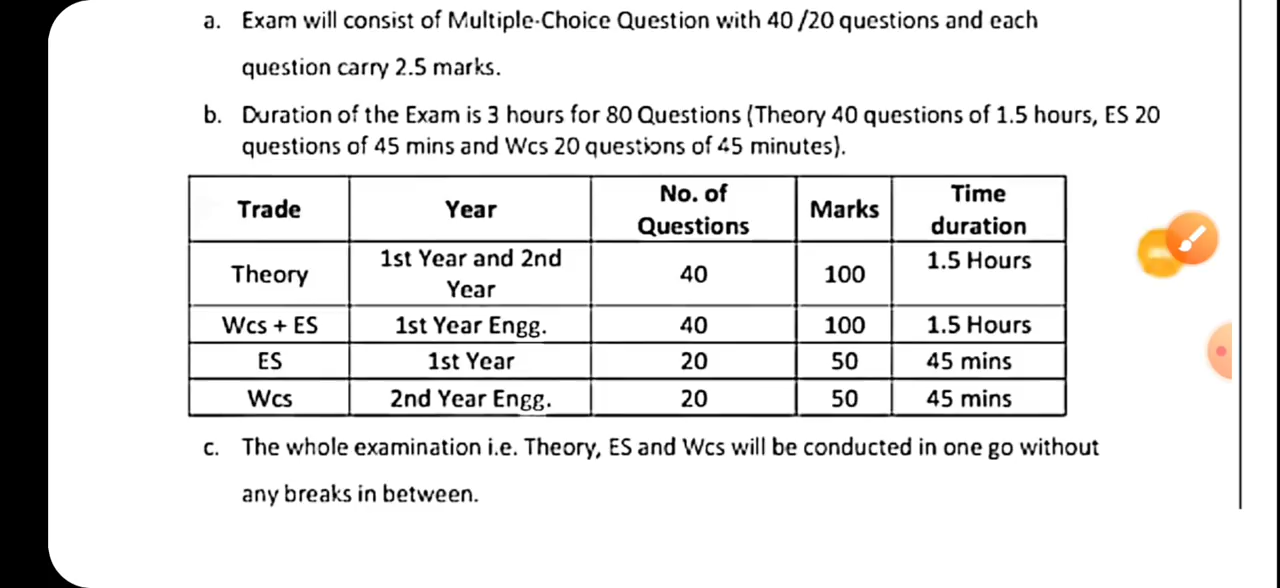 a. Exam will consist of Multiple-Choice Question with 40 /20 questions and each
question carry 2.5 marks.
b. Duration of the Exam is 3 hours for 80 Questions (Theory 40 questions of 1.5 hours, ES 20
questions of 45 mins and Wcs 20 questions of 45 minutes).
Trade Year No. of Questions Marks Time duration
Theory 1st Year and 2nd Year 40 100 1.5 Hours
Wcs + ES 1st Year Engg. 40 100 1.5 Hours
ES 1st Year 20 50 45 mins
Wcs 2nd Year Engg. 20 50 45 mins
c. The whole examination i.e. Theory, ES and Wcs will be conducted in one go without
any breaks in between.